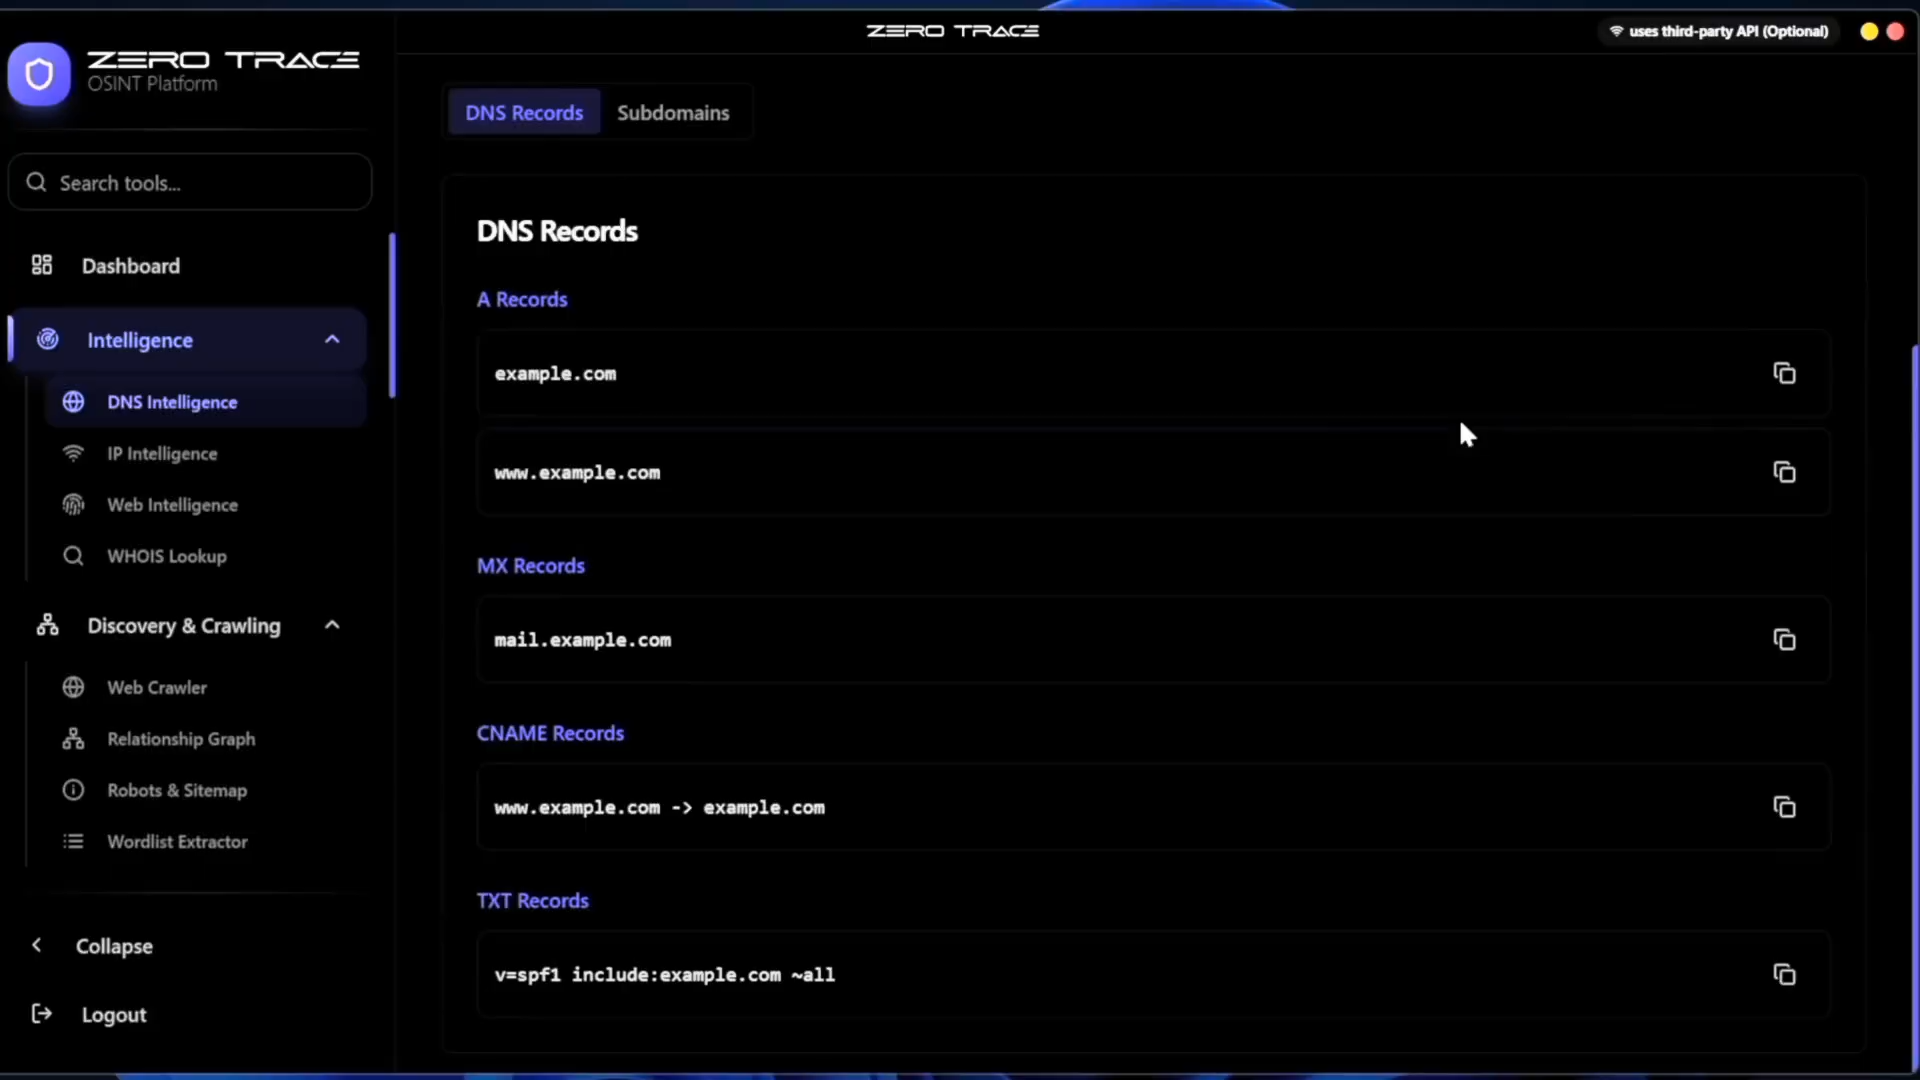 ZERO TRACE
uses third-party API (Optional)
ZERO TRACE
OSINT Platform
Search tools...
Dashboard
Intelligence
DNS Intelligence
IP Intelligence
Web Intelligence
WHOIS Lookup
Discovery & Crawling
Web Crawler
Relationship Graph
Robots & Sitemap
Wordlist Extractor
Collapse
Logout
DNS Records
Subdomains
DNS Records
A Records
example.com
www.example.com
MX Records
mail.example.com
CNAME Records
www.example.com -> example.com
TXT Records
v=spf1 include:example.com ~all